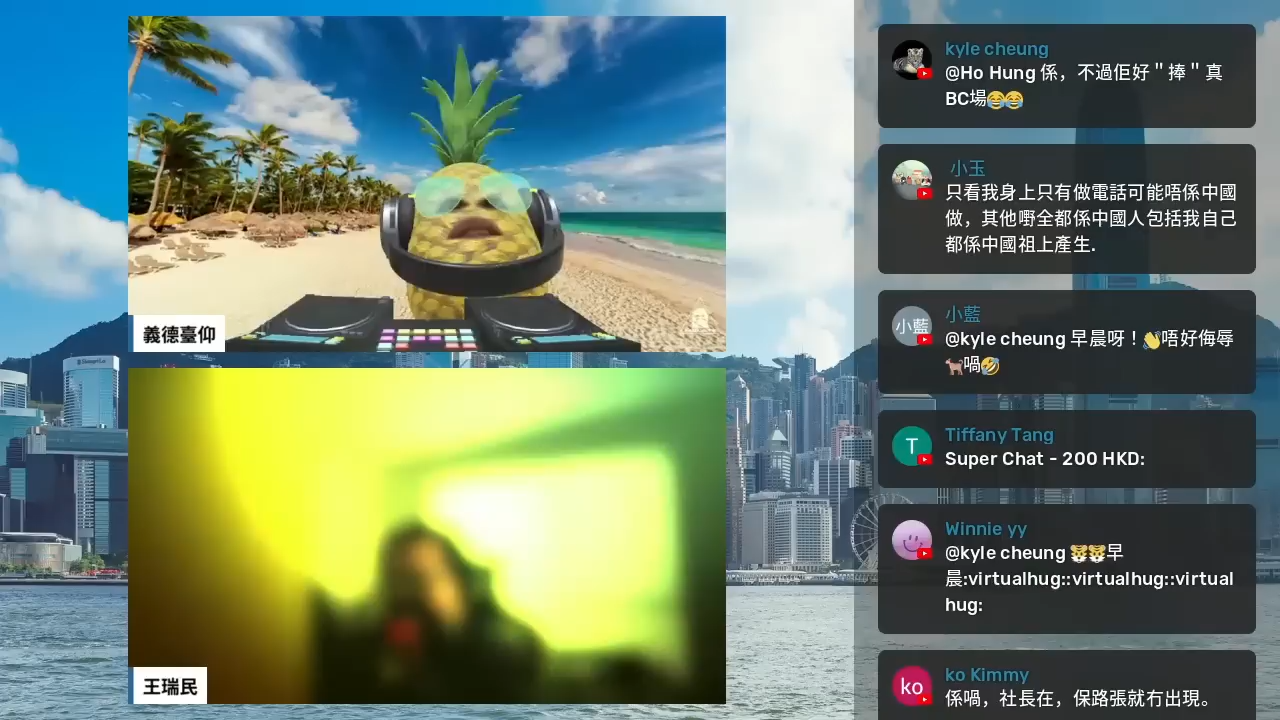 義德臺仰
王瑞民
kyle cheung
@Ho Hung 係，不過佢好＂捧＂真
BC場😂😂
小玉
只看我身上只有做電話可能唔係中國
做，其他嘢全都係中國人包括我自己
都係中國祖上產生.
小藍
小藍
@kyle cheung 早晨呀！👋唔好侮辱
🐕喎🤣
T
Tiffany Tang
Super Chat - 200 HKD:
Winnie yy
@kyle cheung 🐯🐯早
晨:virtualhug::virtualhug::virtual
hug:
ko
ko Kimmy
係喎，社長在，保路張就冇出現。